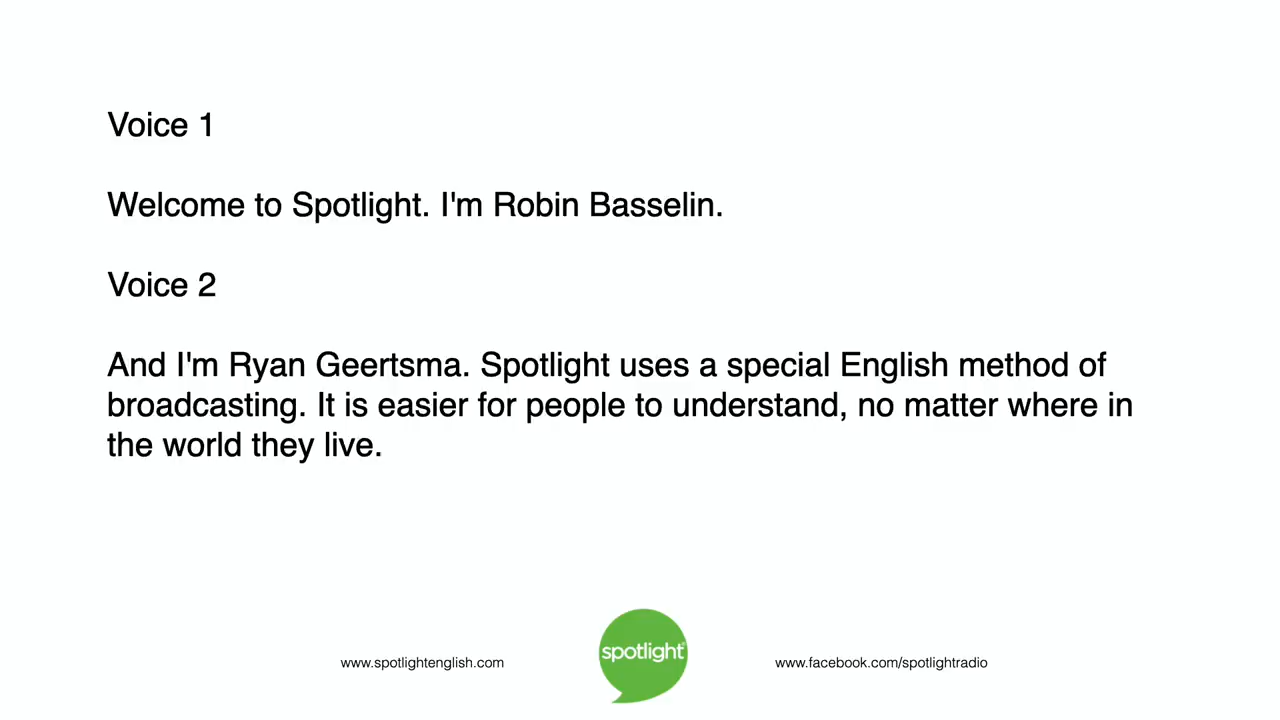 Voice 1
Welcome to Spotlight. I'm Robin Basselin.
Voice 2
And I'm Ryan Geertsma. Spotlight uses a special English method of
broadcasting. It is easier for people to understand, no matter where in
the world they live.
www.spotlightenglish.com
spotlight
www.facebook.com/spotlightradio